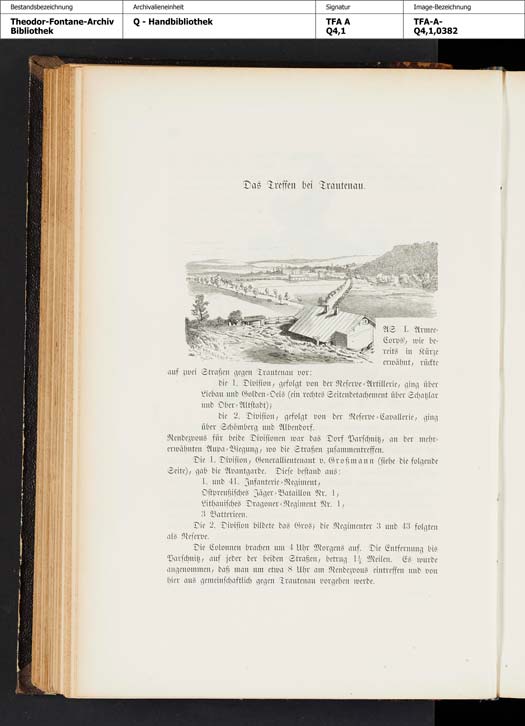 Bestandsbezeichnung
Theodor-Fontane-Archiv
Bibliothek
Archivalieneinheit
Q - Handbibliothek
Signatur
TFA A
Q4,1
Image-Bezeichnung
TFA-A-
Q4,1,0382
Das Treffen bei Trautenau.
AS I. Armee-
Corps, wie be-
reits in Kürze
erwähnt, rückte
auf zwei Straßen gegen Trautenau vor:
die 1. Division, gefolgt von der Reserve-Artillerie, ging über
Liebau und Golden-Oels (ein rechtes Seitendetachement über Schatzlar
und Ober-Altstadt);
die 2. Division, gefolgt von der Reserve-Cavallerie, ging
über Schömberg und Albendorf.
Rendezvous für beide Divisionen war das Dorf Parschnitz, an der mehr-
erwähnten Aupa-Biegung, wo die Straßen zusammentreffen.
Die 1. Division, Generallieutenant v. Großmann (siehe die folgende
Seite), gab die Avantgarde. Diese bestand aus:
1. und 41. Infanterie-Regiment,
Ostpreußisches Jäger-Bataillon Nr. 1,
Lithauisches Dragoner-Regiment Nr. 1,
3 Batterieen.
Die 2. Division bildete das Gros; die Regimenter 3 und 43 folgten
als Reserve.
Die Colonnen brachen um 4 Uhr Morgens auf. Die Entfernung bis
Parschnitz, auf jeder der beiden Straßen, betrug 1½ Meilen. Es wurde
angenommen, daß man um etwa 8 Uhr am Rendezvous eintreffen und von
hier aus gemeinschaftlich gegen Trautenau vorgehen werde.